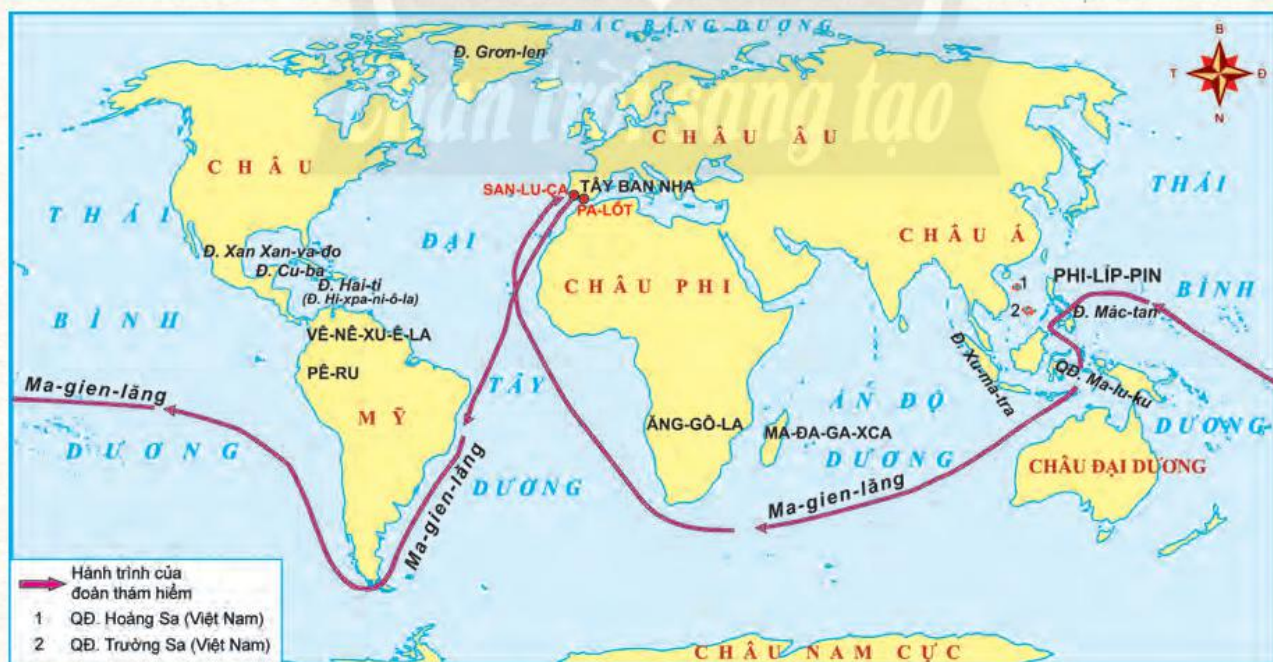 BẮC BĂNG DƯƠNG
Đ. Grơn-len
Chân trời sáng tạo
B
T
Đ
N
CHÂU ÂU
CHÂU
SAN-LU-CA
TÂY BAN NHA
PA-LỐT
THÁI
THÁI
ĐẠI
CHÂU Á
Đ. Xan Xan-va-đo
Đ. Cu-ba
Đ. Hai-ti
(Đ. Hi-xpa-ni-ô-la)
CHÂU PHI
1
2
PHI-LÍP-PIN
BÌNH
Đ. Mác-tan
BÌNH
VÊ-NÊ-XU-Ê-LA
PÊ-RU
Đ. Xu-ma-tra
QĐ. Ma-lu-ku
Ma-gien-lăng
TÂY
ẤN ĐỘ
MỸ
ĂNG-GÔ-LA
MA-ĐA-GA-XCA
DƯƠNG
DƯƠNG
DƯƠNG
CHÂU ĐẠI DƯƠNG
DƯƠNG
Ma-gien-lăng
Ma-gien-lăng
Hành trình của
đoàn thám hiểm
1 QĐ. Hoàng Sa (Việt Nam)
2 QĐ. Trường Sa (Việt Nam)
CHÂU NAM CỰC